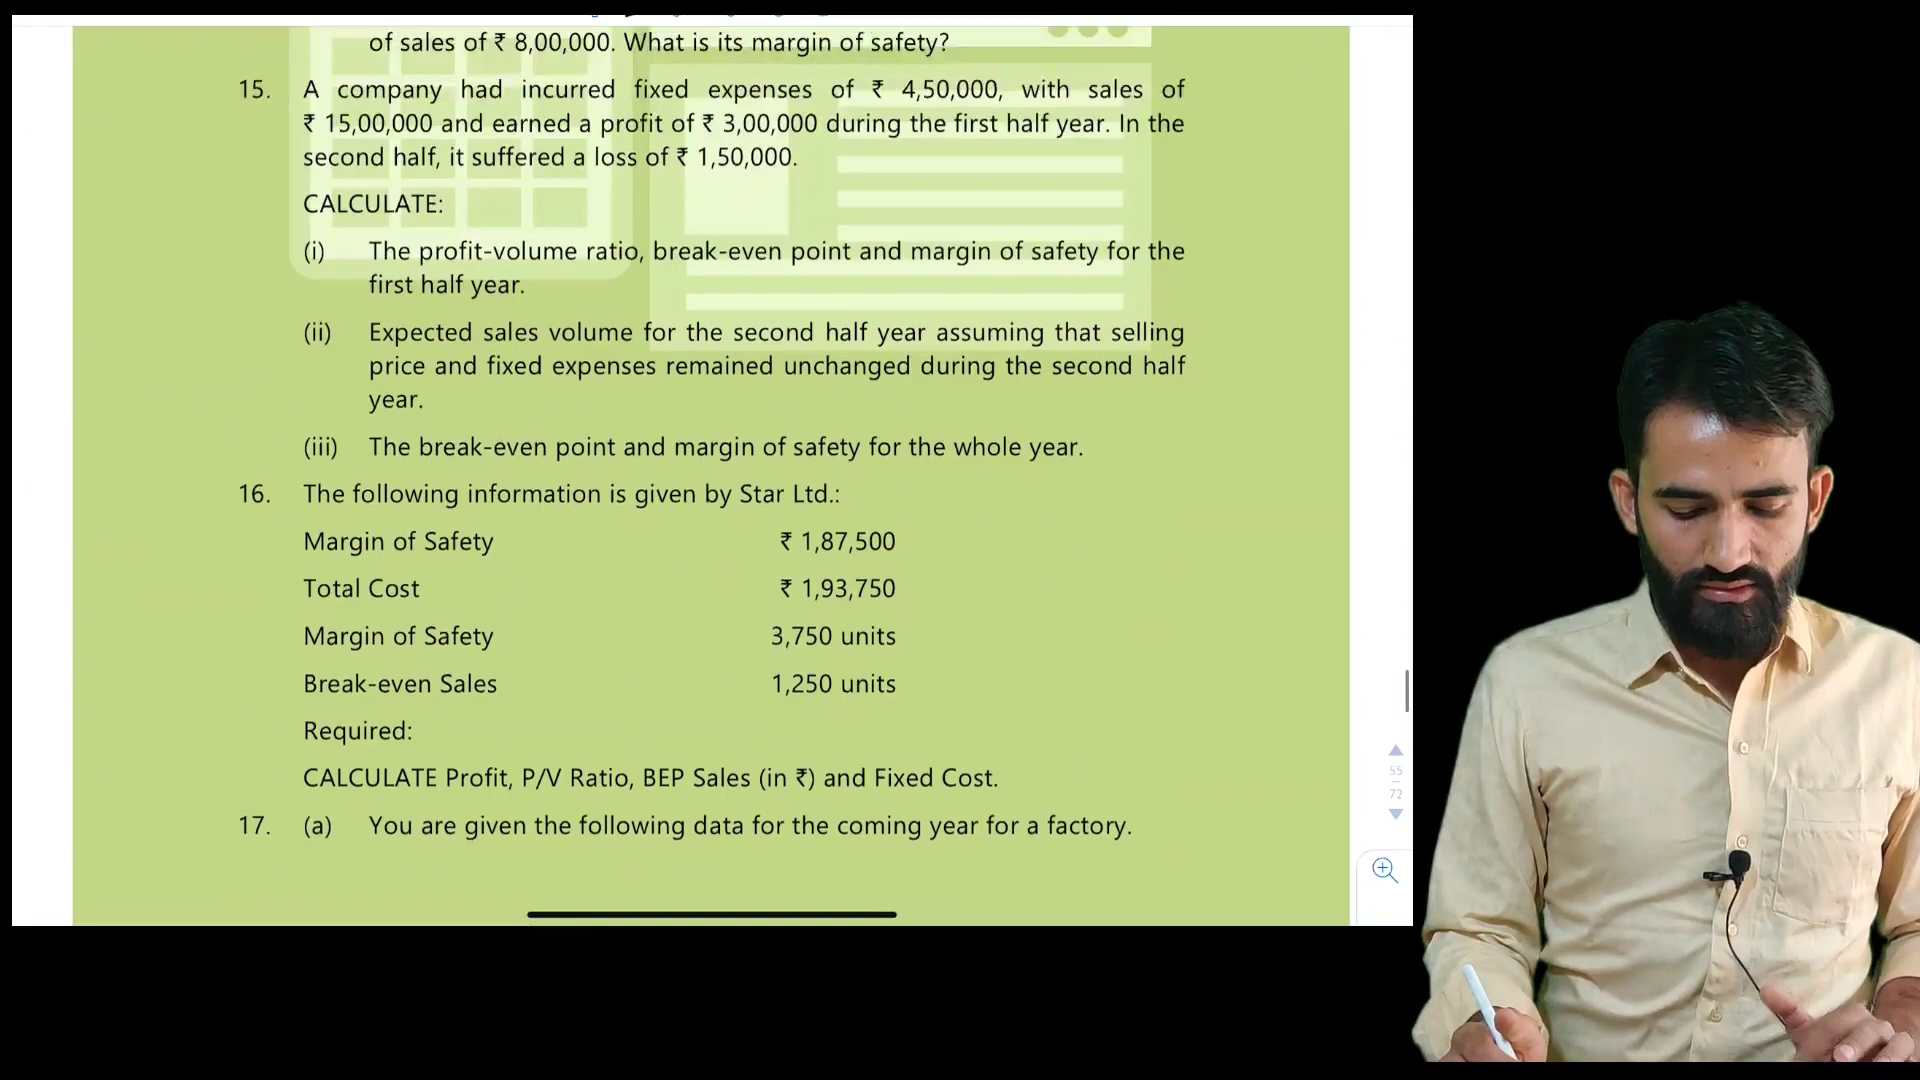 of sales of ₹ 8,00,000. What is its margin of safety?
15. A company had incurred fixed expenses of ₹ 4,50,000, with sales of
₹ 15,00,000 and earned a profit of ₹ 3,00,000 during the first half year. In the
second half, it suffered a loss of ₹ 1,50,000.
CALCULATE:
(i) The profit-volume ratio, break-even point and margin of safety for the
first half year.
(ii) Expected sales volume for the second half year assuming that selling
price and fixed expenses remained unchanged during the second half
year.
(iii) The break-even point and margin of safety for the whole year.
16. The following information is given by Star Ltd.:
Margin of Safety ₹ 1,87,500
Total Cost ₹ 1,93,750
Margin of Safety 3,750 units
Break-even Sales 1,250 units
Required:
CALCULATE Profit, P/V Ratio, BEP Sales (in ₹) and Fixed Cost.
17. (a) You are given the following data for the coming year for a factory.
55
72